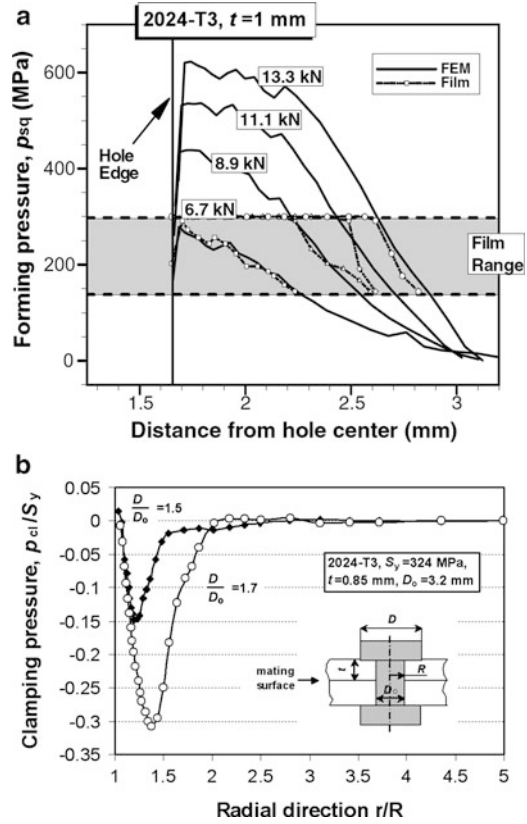 a
2024-T3, t =1 mm
Forming pressure, psq (MPa)
600
400
200
0
13.3 kN
11.1 kN
8.9 kN
6.7 kN
FEM
Film
Hole
Edge
Film
Range
1.5
2
2.5
3
Distance from hole center (mm)
b
Clamping pressure, p cl/Sy
0.05
0
-0.05
-0.1
-0.15
-0.2
-0.25
-0.3
-0.35
D/Do =1.5
D/Do =1.7
2024-T3, Sy=324 MPa,
t=0.85 mm, Do=3.2 mm
D
t
R
Do
mating
surface
1
1.5
2
2.5
3
3.5
4
4.5
5
Radial direction r/R